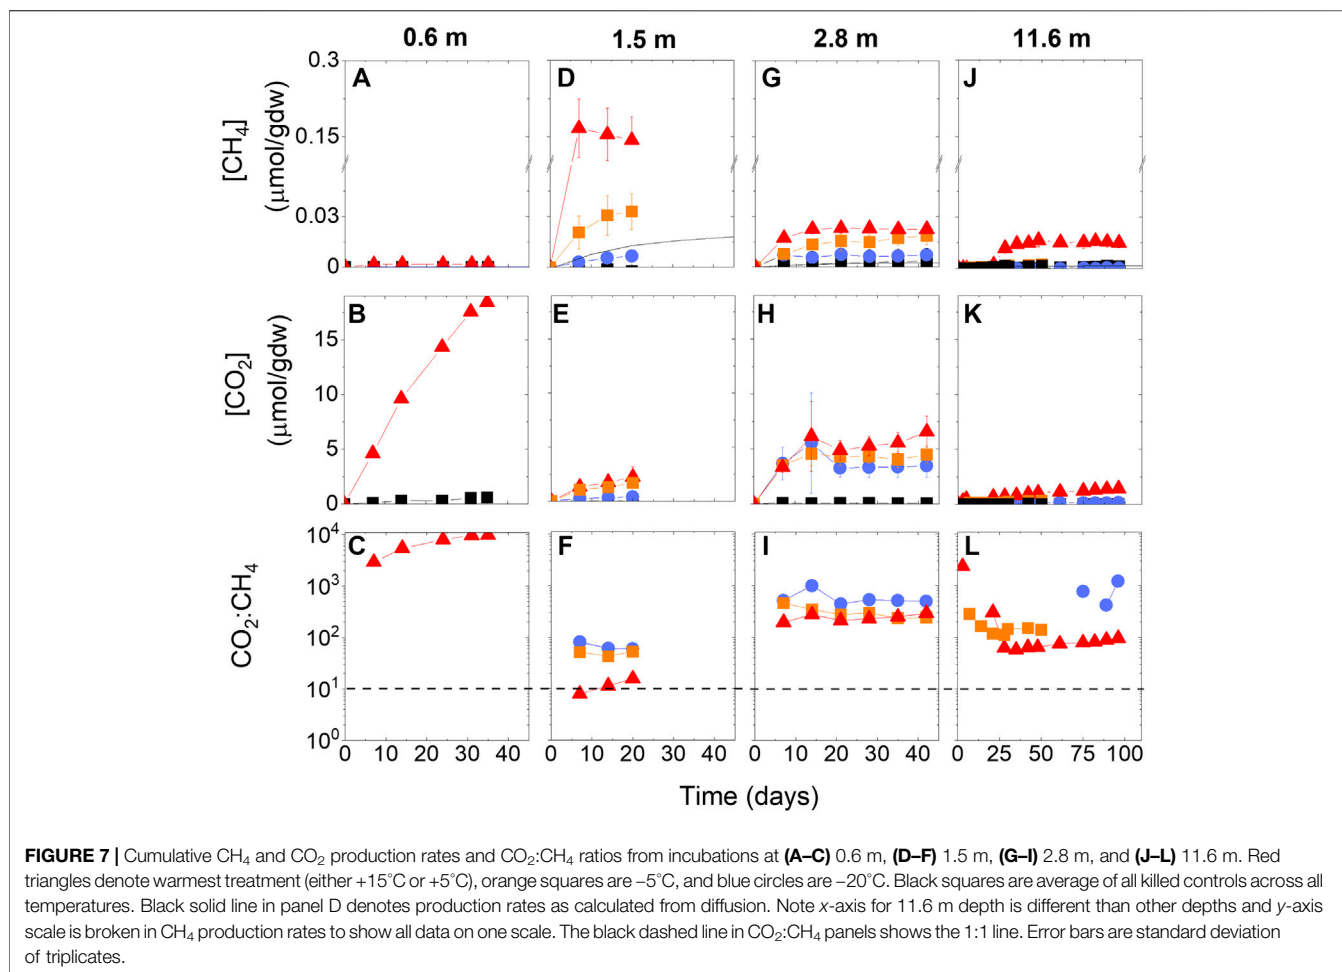 0.6 m 1.5 m 2.8 m 11.6 m
A D G J
0.3
0.15
0.03
0
[CH4]
(μmol/gdw)
B E H K
15
10
5
0
[CO2]
(μmol/gdw)
C F I L
10^4
10^3
10^2
10^1
10^0
CO2:CH4
0 10 20 30 40 0 10 20 30 40 0 10 20 30 40 0 25 50 75 100
Time (days)
FIGURE 7 | Cumulative CH4 and CO2 production rates and CO2:CH4 ratios from incubations at (A–C) 0.6 m, (D–F) 1.5 m, (G–I) 2.8 m, and (J–L) 11.6 m. Red
triangles denote warmest treatment (either +15°C or +5°C), orange squares are –5°C, and blue circles are –20°C. Black squares are average of all killed controls across all
temperatures. Black solid line in panel D denotes production rates as calculated from diffusion. Note x-axis for 11.6 m depth is different than other depths and y-axis
scale is broken in CH4 production rates to show all data on one scale. The black dashed line in CO2:CH4 panels shows the 1:1 line. Error bars are standard deviation
of triplicates.